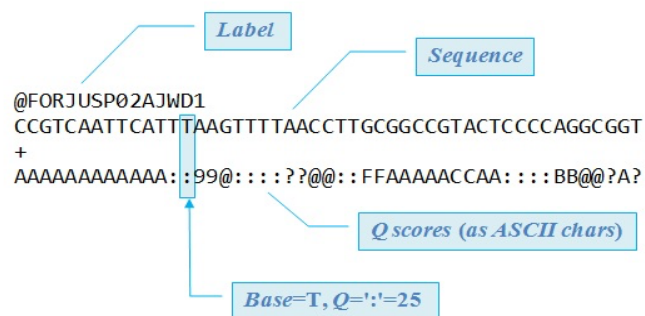 Label
Sequence
@FORJUSP02AJWD1
CCGTCAATTCATTTAAGTTTTAACCTTGCGGCCGTACTCCCCAGGCGGT
+
AAAAAAAAAAAA::99@::::??@@::FFAAAAACCAA::::BB@@?A?
Q scores (as ASCII chars)
Base=T, Q=':'=25